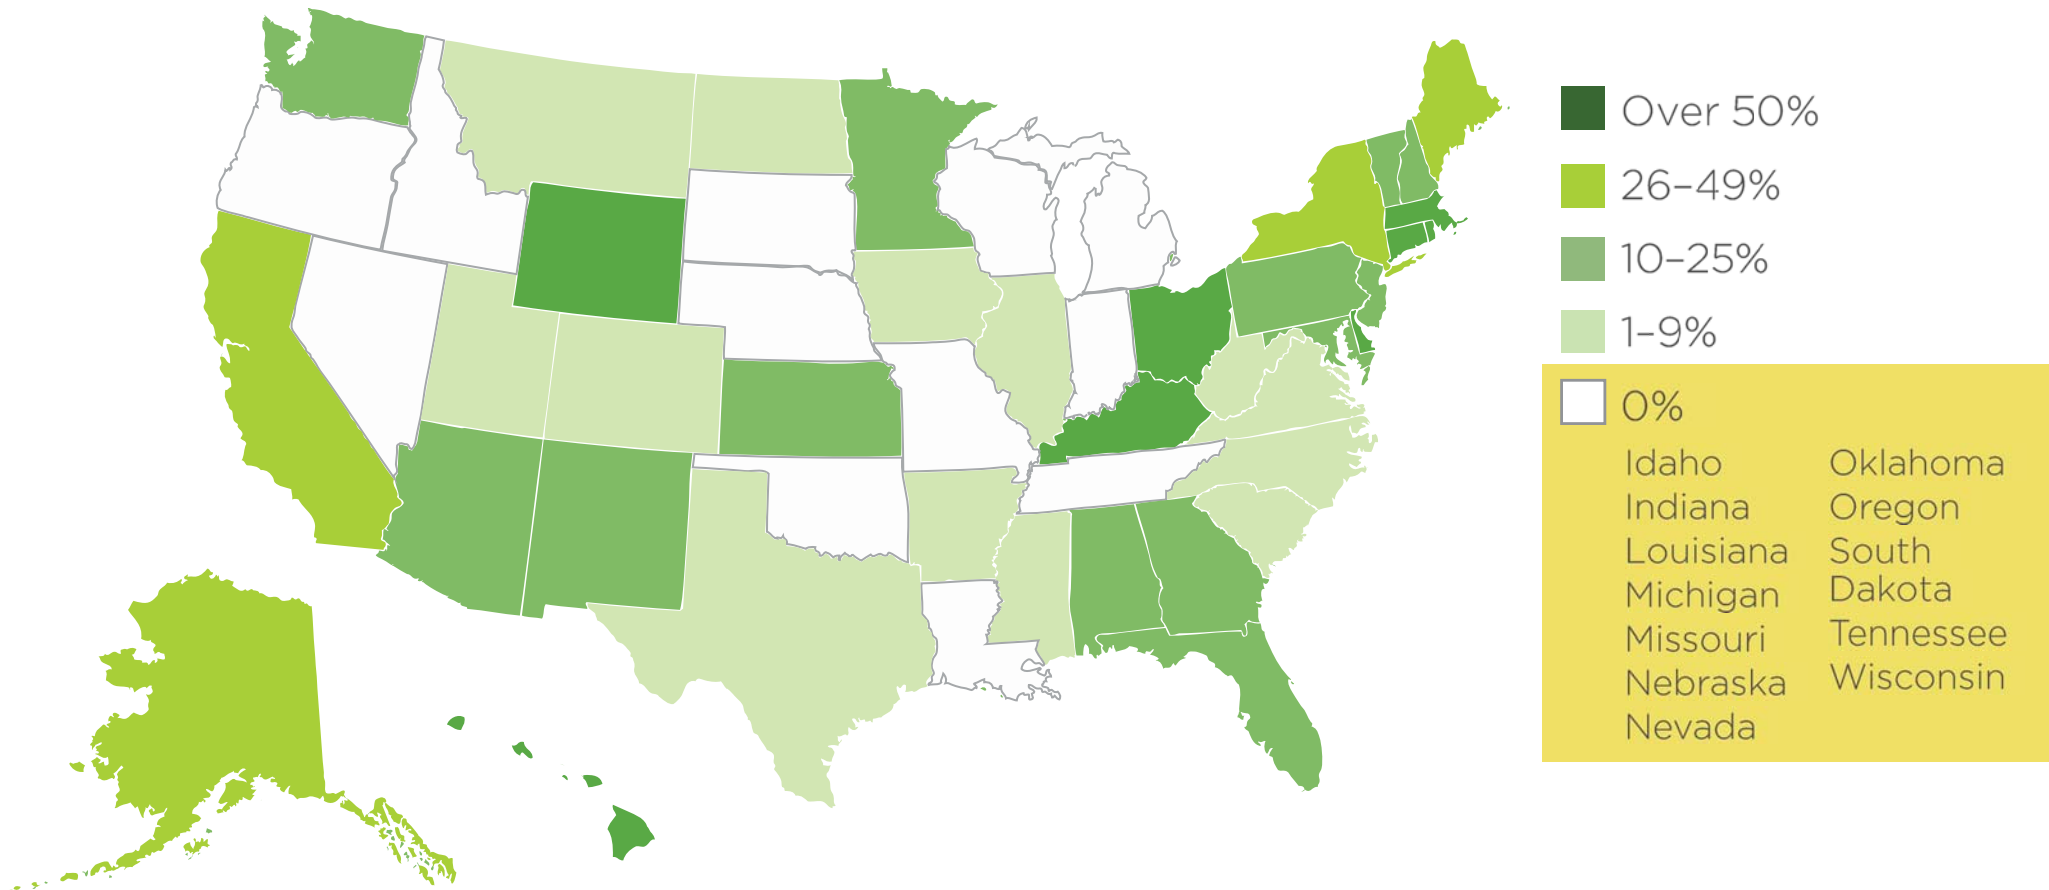 Over 50%
26–49%
10–25%
1–9%
0%
Idaho
Indiana
Louisiana
Michigan
Missouri
Nebraska
Nevada
Oklahoma
Oregon
South
Dakota
Tennessee
Wisconsin